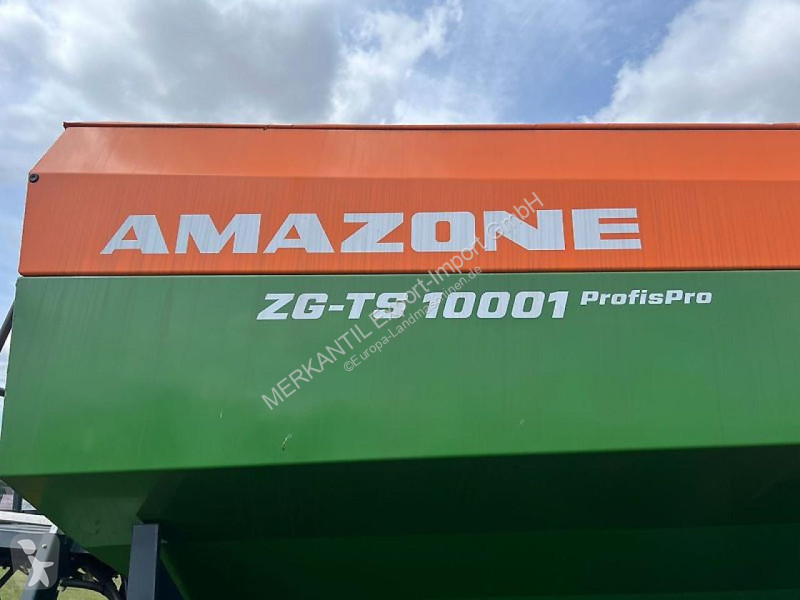 AMAZONE
ZG-TS 10001 ProfisPro
MERKANTIL Export-Import GmbH
©Europa-Landmaschinen.de